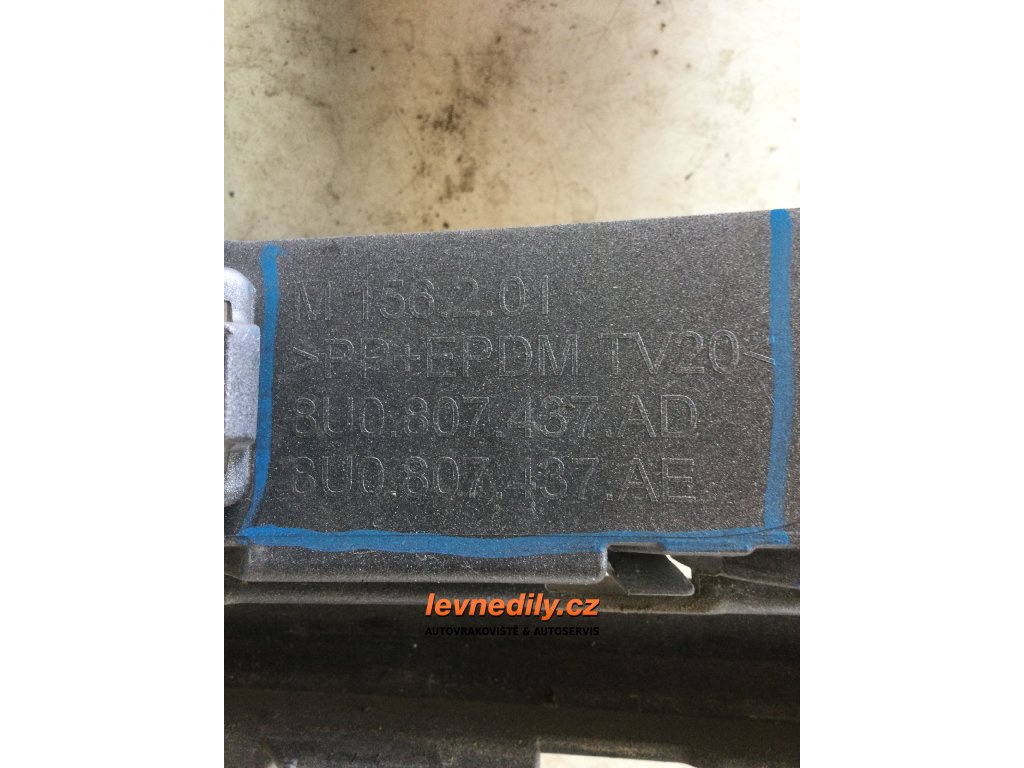 M 156.2.01
>PP+EPDM TV20<
8U0.807.437.AD
8U0.807.437.AE
levnedily.cz
AUTOVRAKOVIŠTĚ & AUTOSERVIS